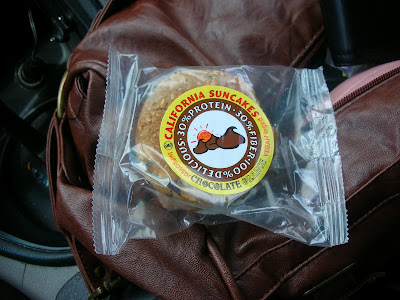 CALIFORNIA SUNCAKES
30% PROTEIN · 30% FIBER · 100% DELICIOUS ·
CHOCOLATE